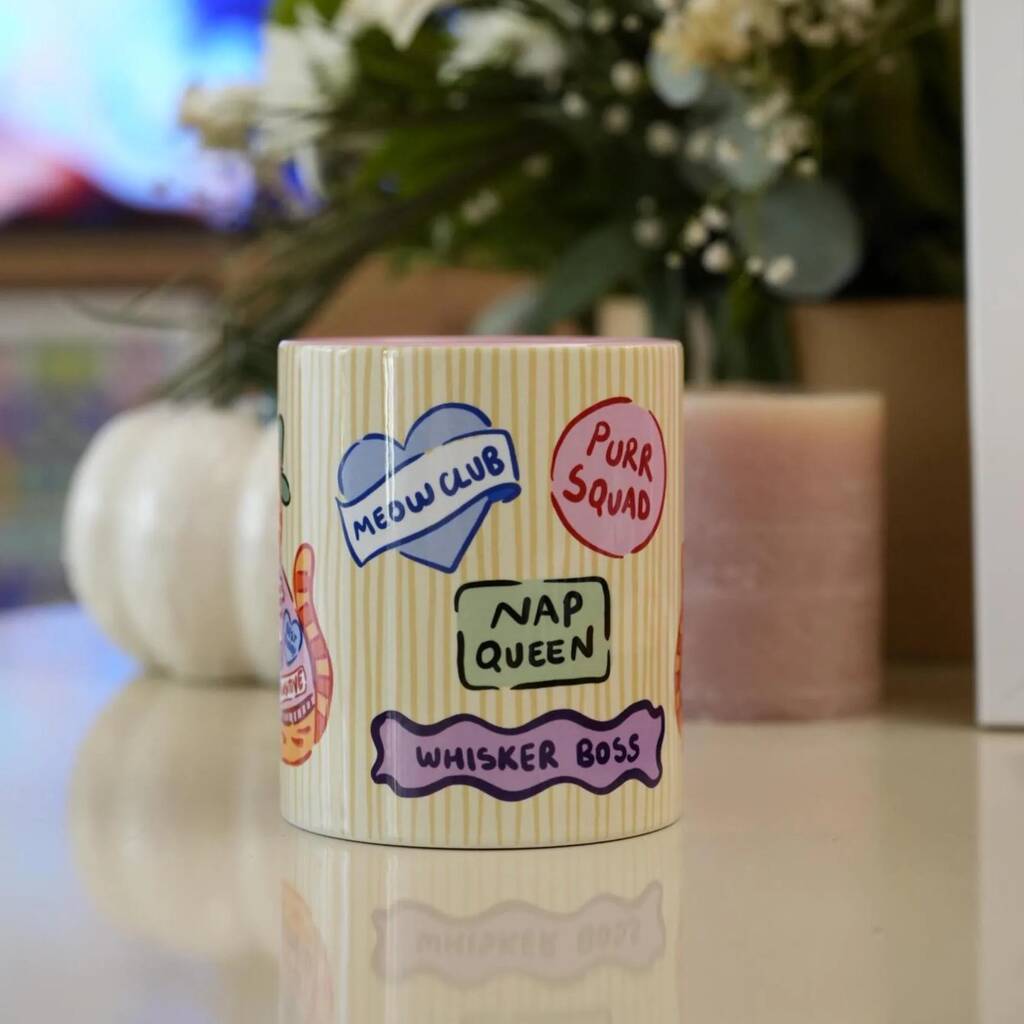 MEOW CLUB
PURR
SQUAD
NAP
QUEEN
WHISKER BOSS